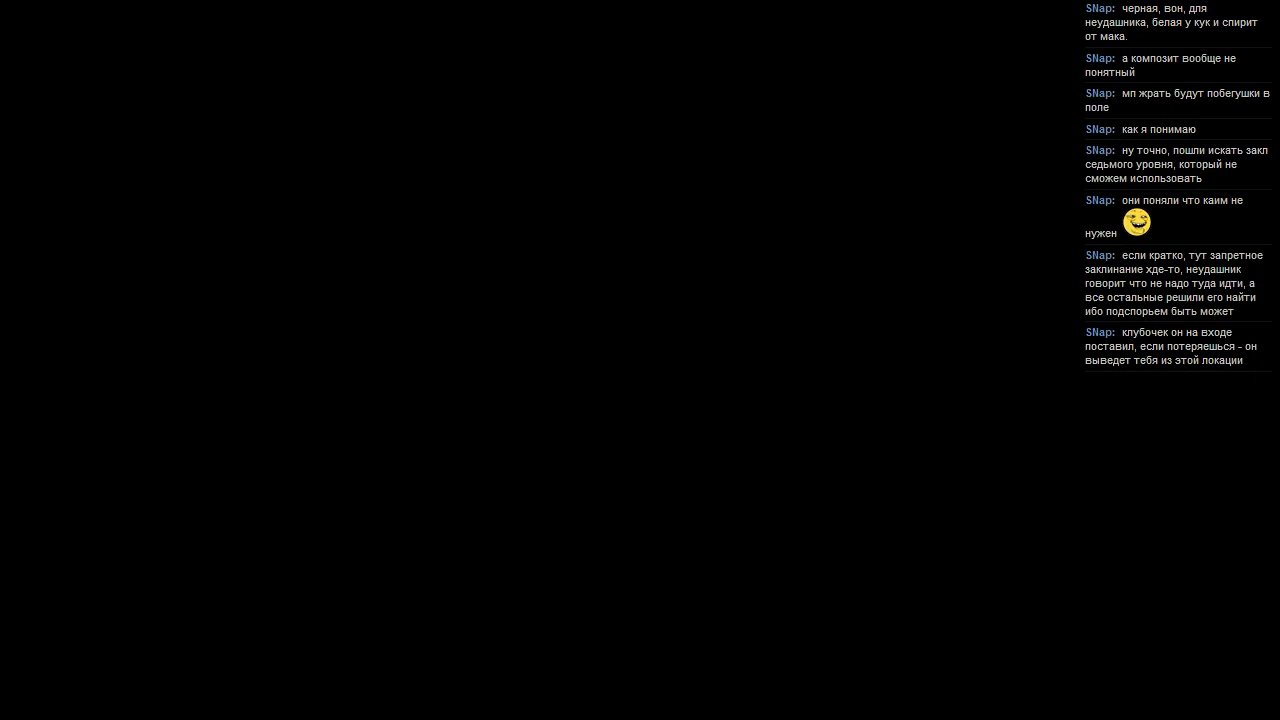 SNap: черная, вон, для
неудашника, белая у кук и спирит
от мака.
SNap: а композит вообще не
понятный
SNap: мп жрать будут побегушки в
поле
SNap: как я понимаю
SNap: ну точно, пошли искать закл
седьмого уровня, который не
сможем использовать
SNap: они поняли что каим не
нужен
SNap: если кратко, тут запретное
заклинание хде-то, неудашник
говорит что не надо туда идти, а
все остальные решили его найти
ибо подспорьем быть может
SNap: клубочек он на входе
поставил, если потеряешься - он
выведет тебя из этой локации